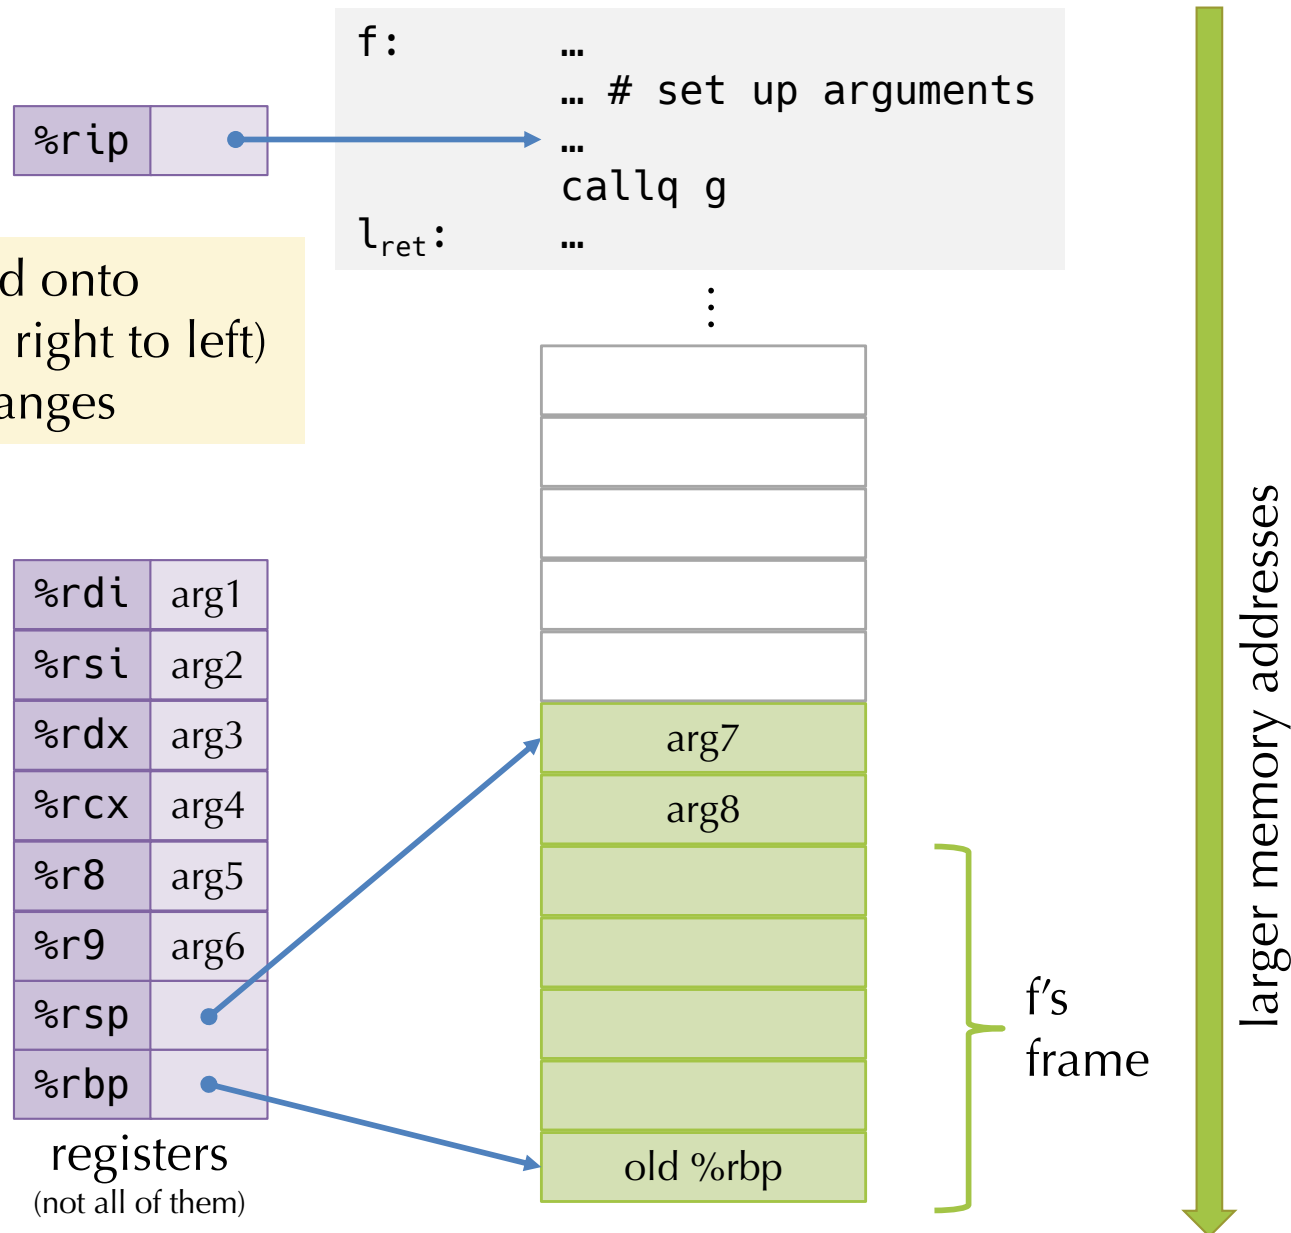 f: …
… # set up arguments
%rip …
callq g
lret: …
d onto
right to left)
anges
%rdi arg1
%rsi arg2
%rdx arg3
%rcx arg4
%r8 arg5
%r9 arg6
%rsp
%rbp
registers
(not all of them)
arg7
arg8
old %rbp
f's
frame
larger memory addresses